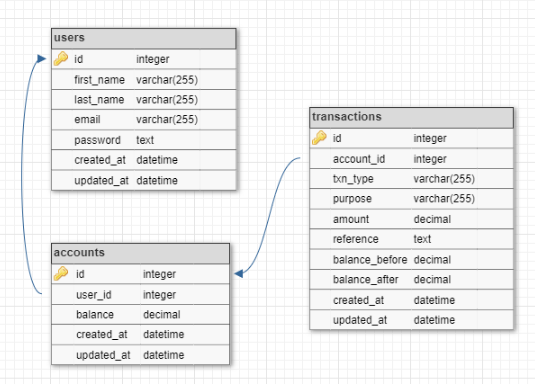 users
id integer
first_name varchar(255)
last_name varchar(255)
email varchar(255)
password text
created_at datetime
updated_at datetime
transactions
id integer
account_id integer
txn_type varchar(255)
purpose varchar(255)
amount decimal
reference text
balance_before decimal
balance_after decimal
created_at datetime
updated_at datetime
accounts
id integer
user_id integer
balance decimal
created_at datetime
updated_at datetime